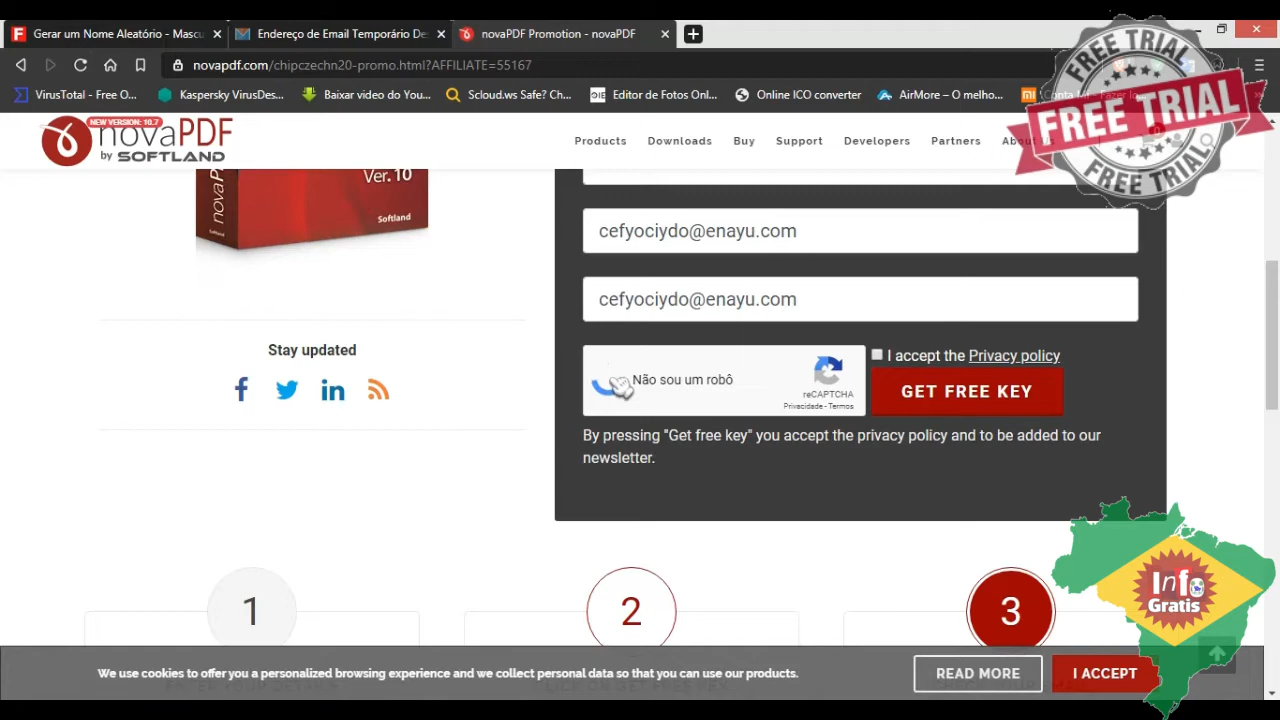 Gerar um Nome Aleatório - Mascu
Endereço de Email Temporário De
novaPDF Promotion - novaPDF
novapdf.com/chipczechn20-promo.html?AFFILIATE=55167
VirusTotal - Free O...
Kaspersky VirusDes...
Baixar video do You...
Scloud.ws Safe? Ch...
Editor de Fotos Onl...
Online ICO converter
AirMore – O melho...
FREE TRIAL
FREE TRIAL
FREE TRIAL
NEW VERSION: 10.7
novaPDF
by SOFTLAND
Products
Downloads
Buy
Support
Developers
Partners
Ver. 10
Softland
cefyociydo@enayu.com
cefyociydo@enayu.com
Stay updated
Não sou um robô
reCAPTCHA
Privacidade - Termos
I accept the Privacy policy
GET FREE KEY
By pressing "Get free key" you accept the privacy policy and to be added to our
newsletter.
1
2
3
Info
Gratis
We use cookies to offer you a personalized browsing experience and we collect personal data so that you can use our products.
READ MORE
I ACCEPT